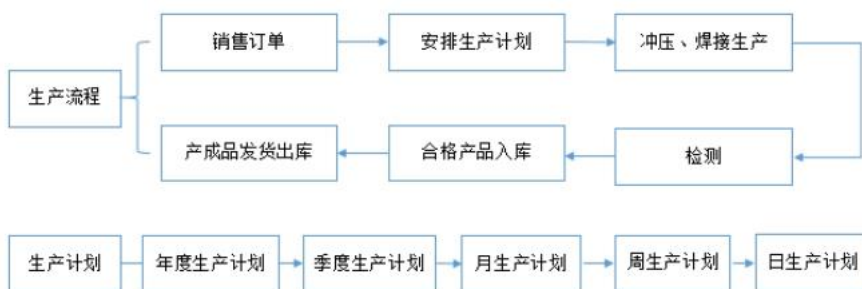 生产流程
销售订单
安排生产计划
冲压、焊接生产
检测
合格产品入库
产成品发货出库
生产计划
年度生产计划
季度生产计划
月生产计划
周生产计划
日生产计划